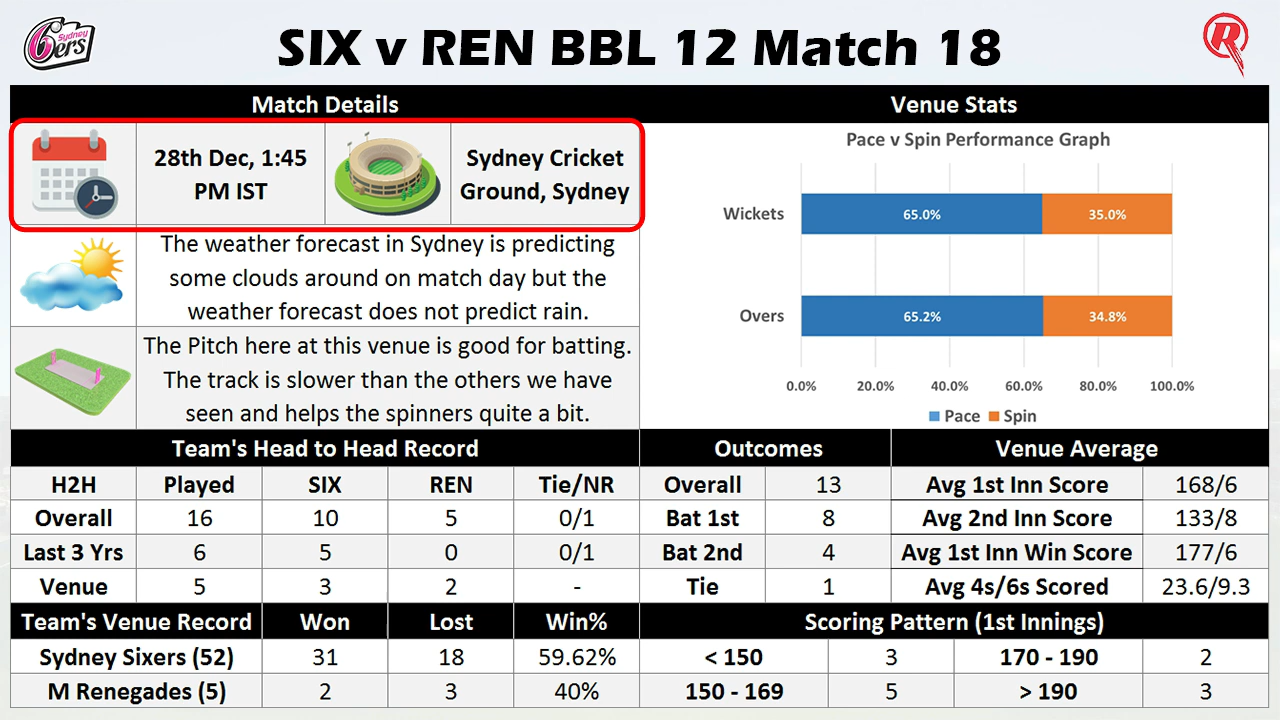 Sydney
6ers
SIX v REN BBL 12 Match 18
R
Match Details
28th Dec, 1:45
PM IST
Sydney Cricket
Ground, Sydney
The weather forecast in Sydney is predicting
some clouds around on match day but the
weather forecast does not predict rain.
The Pitch here at this venue is good for batting.
The track is slower than the others we have
seen and helps the spinners quite a bit.
Venue Stats
Pace v Spin Performance Graph
Wickets 65.0% 35.0%
Overs 65.2% 34.8%
0.0% 20.0% 40.0% 60.0% 80.0% 100.0%
Pace Spin
Team's Head to Head Record
H2H Played SIX REN Tie/NR
Overall 16 10 5 0/1
Last 3 Yrs 6 5 0 0/1
Venue 5 3 2 -
Outcomes
Overall 13
Bat 1st 8
Bat 2nd 4
Tie 1
Venue Average
Avg 1st Inn Score 168/6
Avg 2nd Inn Score 133/8
Avg 1st Inn Win Score 177/6
Avg 4s/6s Scored 23.6/9.3
Team's Venue Record Won Lost Win%
Sydney Sixers (52) 31 18 59.62%
M Renegades (5) 2 3 40%
Scoring Pattern (1st Innings)
< 150 3 170 - 190 2
150 - 169 5 > 190 3